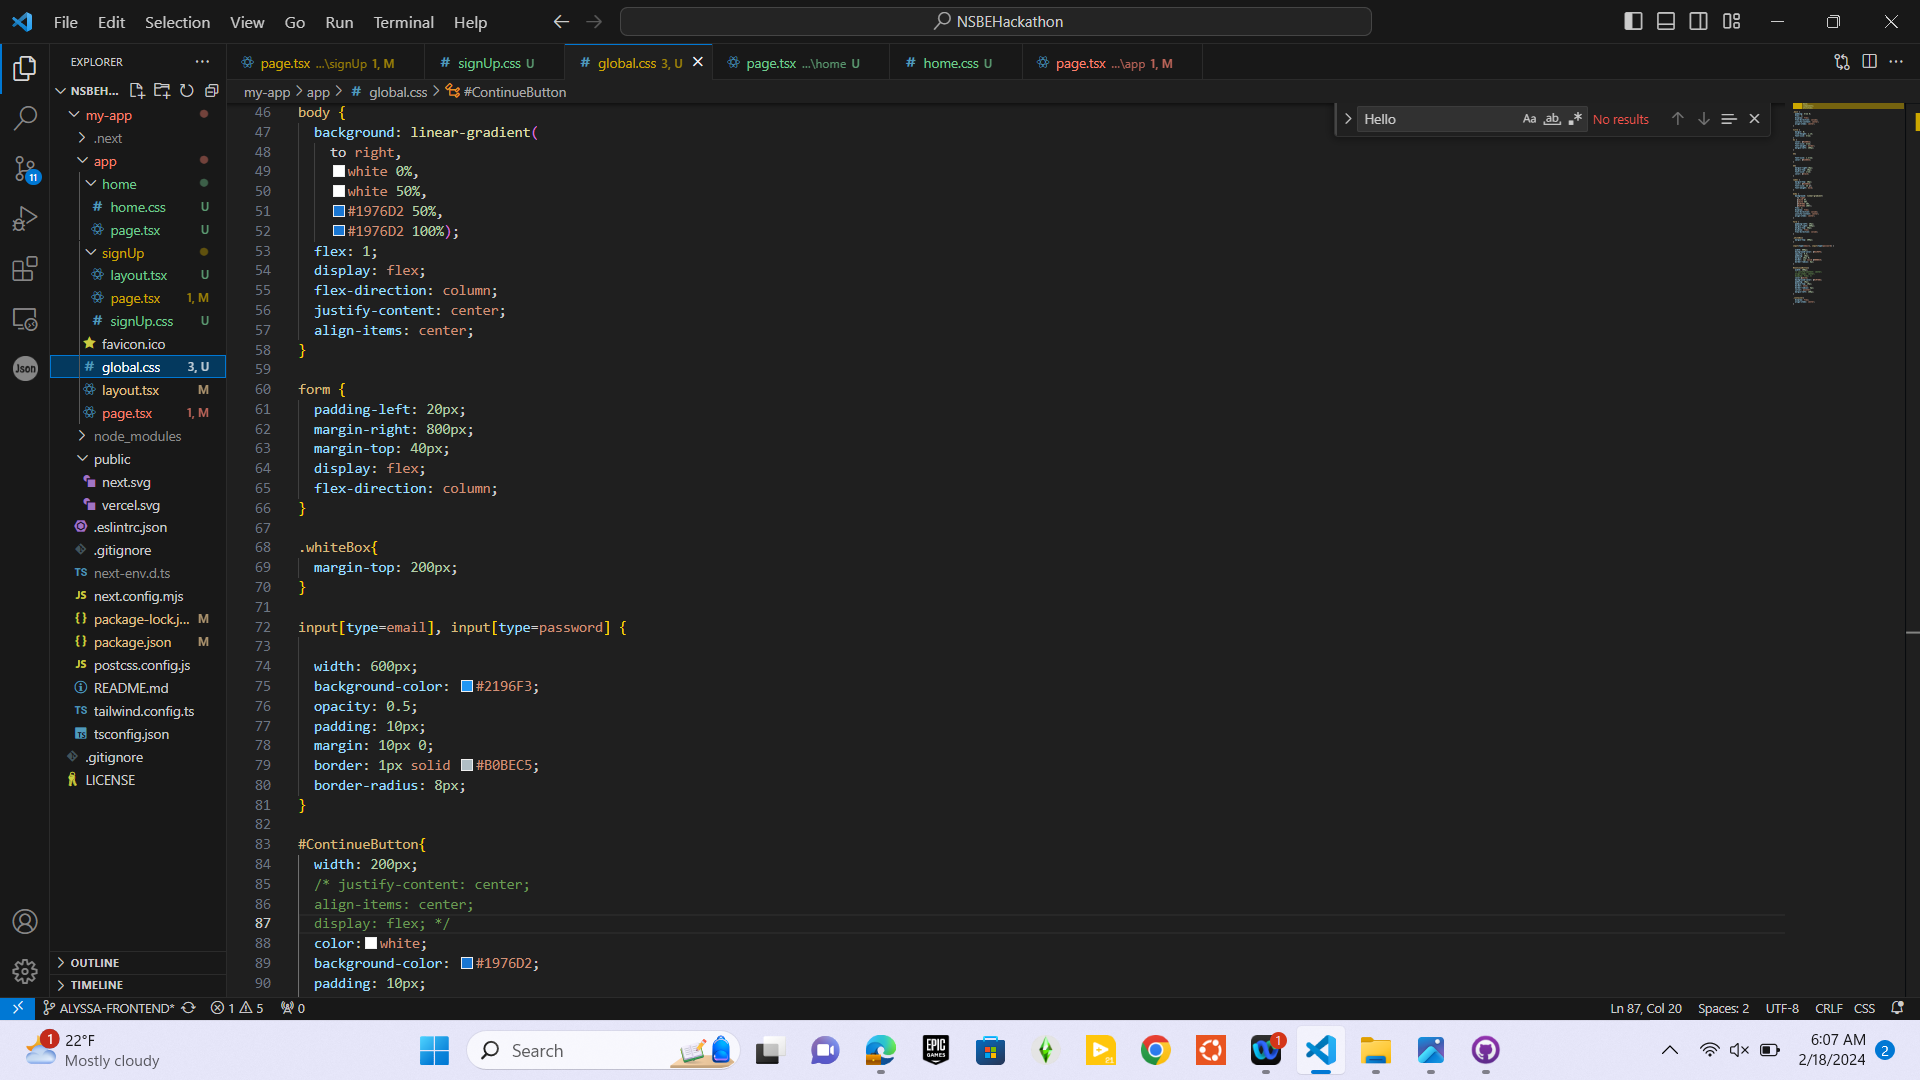 File Edit Selection View Go Run Terminal Help
NSBEHackathon
EXPLORER
page.tsx ...\signUp 1, M
# signUp.css U
# global.css 3, U
page.tsx ...\home U
# home.css U
page.tsx ...\app 1, M
NSBEH...
my-app > app > # global.css > #ContinueButton
my-app
.next
app
home
# home.css U
page.tsx U
signUp
layout.tsx U
page.tsx 1, M
# signUp.css U
favicon.ico
# global.css 3, U
layout.tsx M
page.tsx 1, M
node_modules
public
next.svg
vercel.svg
.eslintrc.json
.gitignore
TS next-env.d.ts
JS next.config.mjs
{} package-lock.j... M
{} package.json M
JS postcss.config.js
README.md
TS tailwind.config.ts
TS tsconfig.json
.gitignore
LICENSE
OUTLINE
TIMELINE
11
Json
Hello Aa ab .* No results
46 body {
47 background: linear-gradient(
48 to right,
49 white 0%,
50 white 50%,
51 #1976D2 50%,
52 #1976D2 100%);
53 flex: 1;
54 display: flex;
55 flex-direction: column;
56 justify-content: center;
57 align-items: center;
58 }
59
60 form {
61 padding-left: 20px;
62 margin-right: 800px;
63 margin-top: 40px;
64 display: flex;
65 flex-direction: column;
66 }
67
68 .whiteBox{
69 margin-top: 200px;
70 }
71
72 input[type=email], input[type=password] {
73
74 width: 600px;
75 background-color: #2196F3;
76 opacity: 0.5;
77 padding: 10px;
78 margin: 10px 0;
79 border: 1px solid #B0BEC5;
80 border-radius: 8px;
81 }
82
83 #ContinueButton{
84 width: 200px;
85 /* justify-content: center;
86 align-items: center;
87 display: flex; */
88 color: white;
89 background-color: #1976D2;
90 padding: 10px;
ALYSSA-FRONTEND* 1 5 0
Ln 87, Col 20 Spaces: 2 UTF-8 CRLF CSS
1
22°F
Mostly cloudy
Search
EPIC
GAMES
21
1
6:07 AM
2/18/2024
2